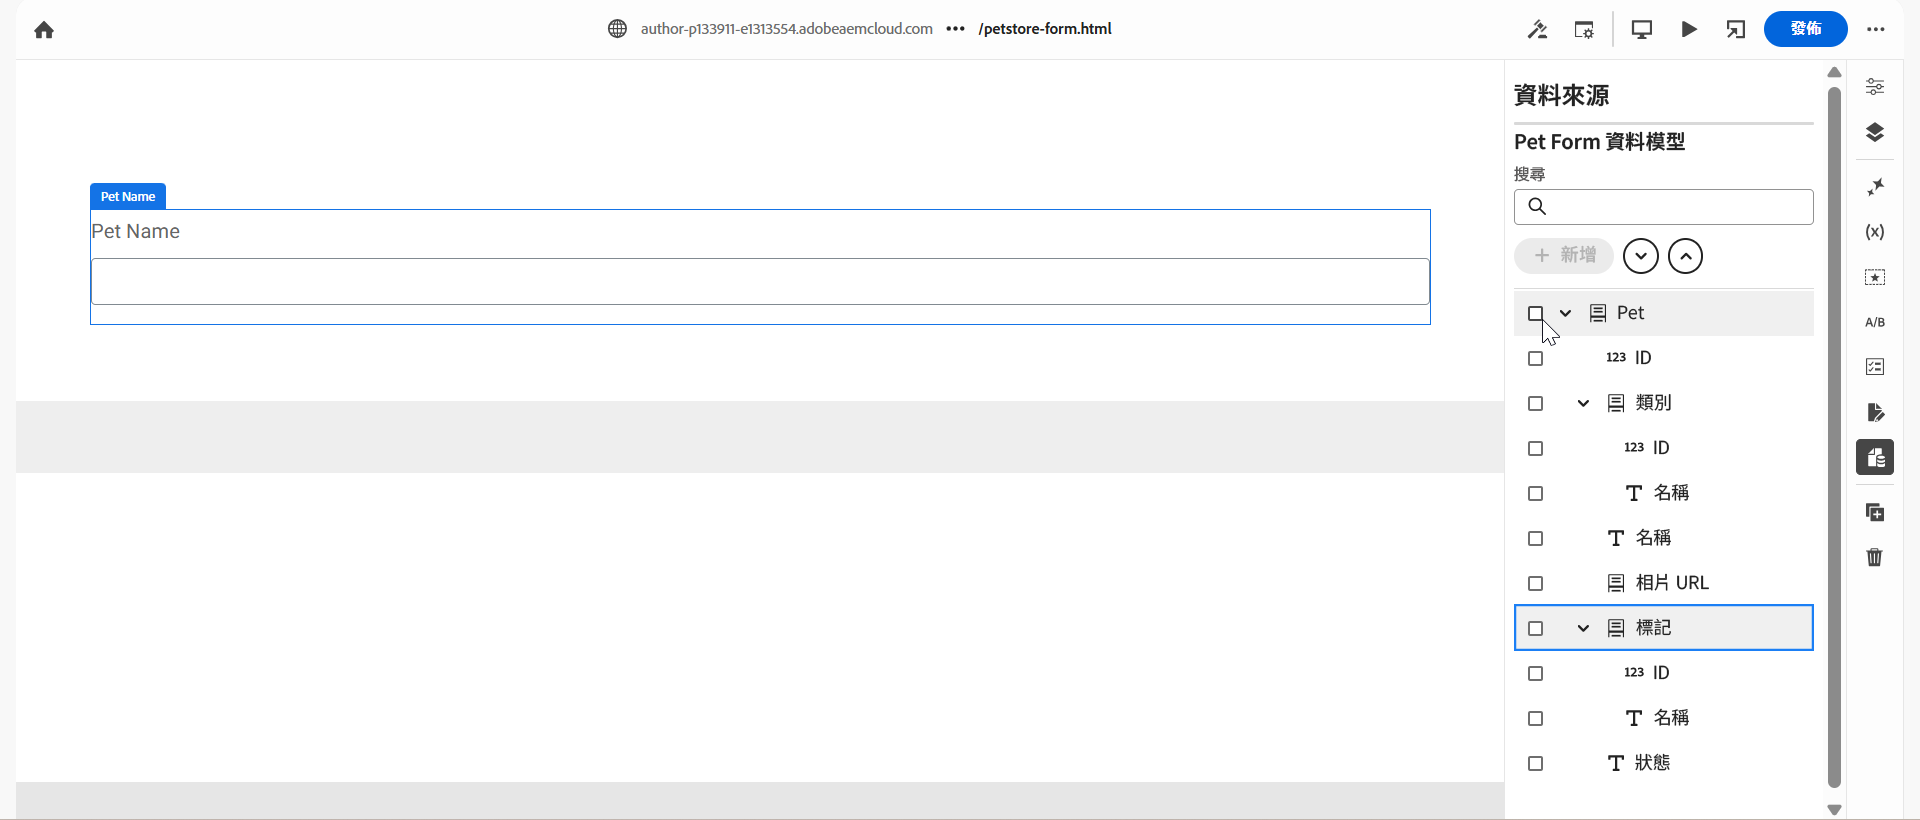 author-p133911-e1313554.adobeaemcloud.com ••• /petstore-form.html
發佈
資料來源
Pet Form 資料模型
搜尋
+ 新增
Pet Name
Pet Name
Pet
123 ID
類別
123 ID
T 名稱
T 名稱
相片 URL
標記
123 ID
T 名稱
T 狀態
(x)
A/B